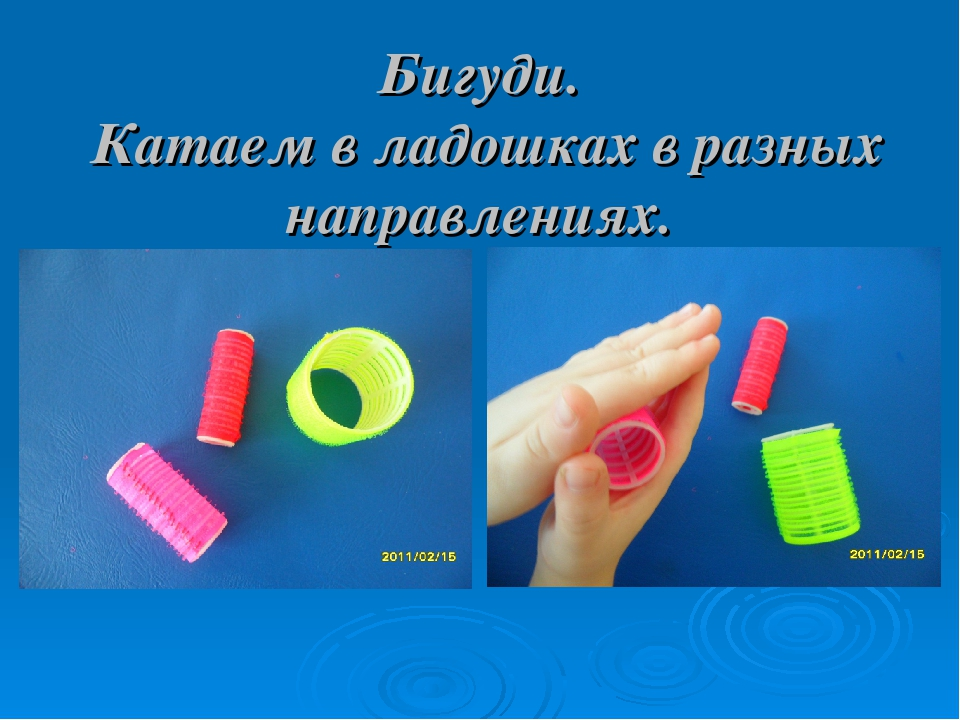 Бигуди.
Катаем в ладошках в разных
направлениях.
2011/02/15
2011/02/15